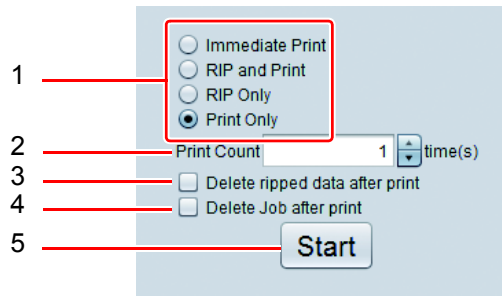 Immediate Print
1
RIP and Print
RIP Only
Print Only
2 Print Count 1 time(s)
3 Delete ripped data after print
4 Delete Job after print
5 Start